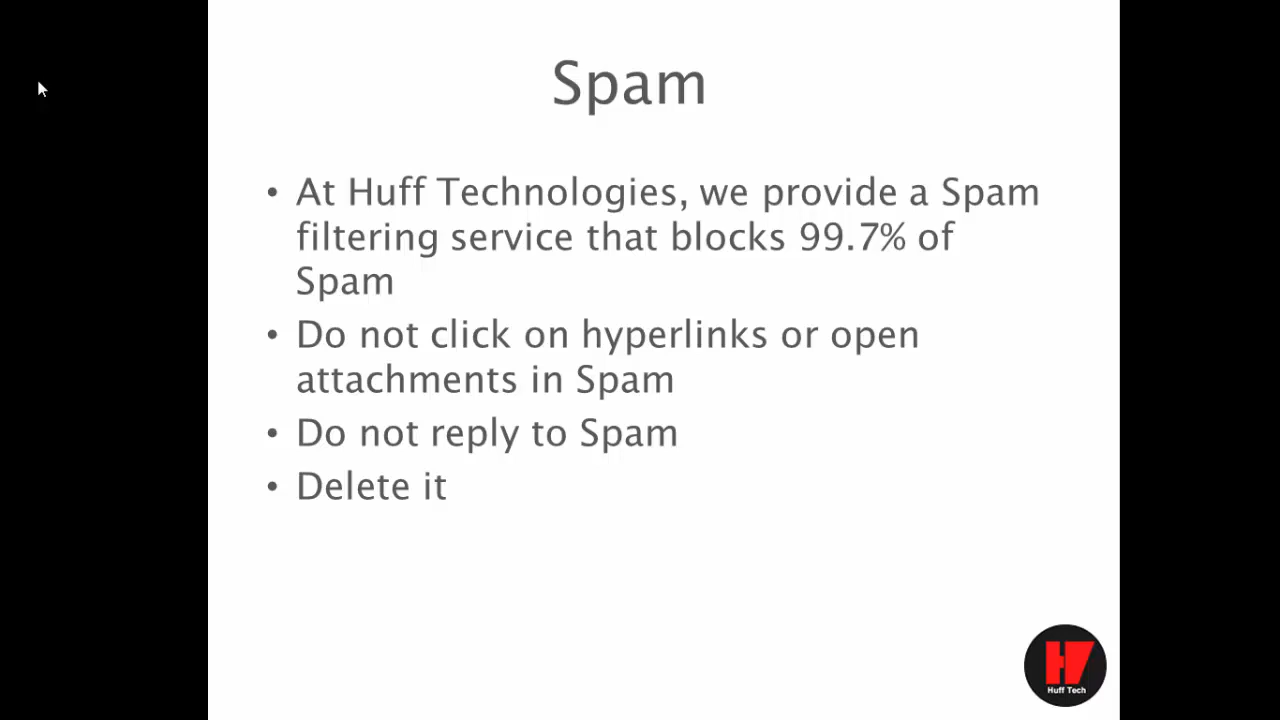 Spam
• At Huff Technologies, we provide a Spam
filtering service that blocks 99.7% of
Spam
• Do not click on hyperlinks or open
attachments in Spam
• Do not reply to Spam
• Delete it
Huff Tech